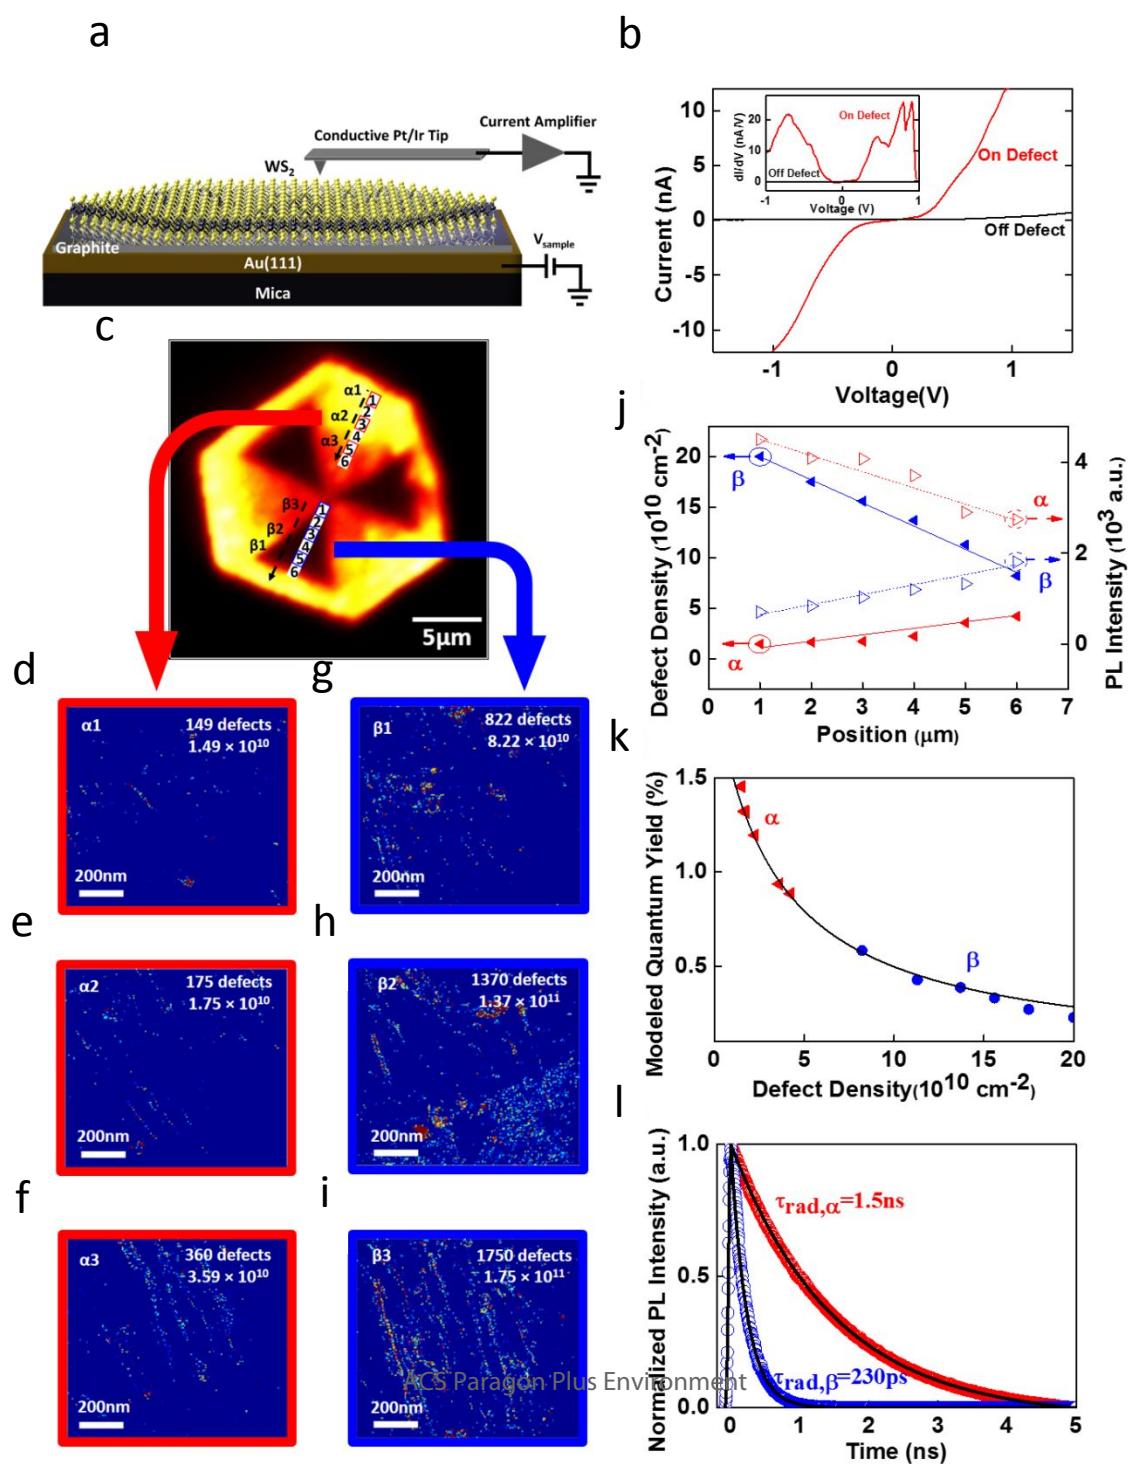 a
Conductive Pt/Ir Tip
Current Amplifier
WS2
Graphite
Au(111)
Mica
Vsample
b
Current (nA)
10
5
0
-5
-10
-1
0
1
Voltage(V)
On Defect
Off Defect
dI/dV (nA/V)
20
10
0
-1
0
1
Voltage (V)
On Defect
Off Defect
c
α1
α2
α3
1
2
3
4
5
6
β3
β2
β1
1
2
3
4
5
6
5μm
j
Defect Density (10^10 cm^-2)
20
15
10
5
0
PL Intensity (10^3 a.u.)
4
2
0
0
1
2
3
4
5
6
7
Position (μm)
β
α
α
β
d
α1
149 defects
1.49 × 10^10
200nm
g
β1
822 defects
8.22 × 10^10
200nm
k
Modeled Quantum Yield (%)
1.5
1.0
0.5
0
5
10
15
20
Defect Density(10^10 cm^-2)
α
β
e
α2
175 defects
1.75 × 10^10
200nm
h
β2
1370 defects
1.37 × 10^11
200nm
l
Normalized PL Intensity (a.u.)
1.0
0.5
0.0
0
1
2
3
4
5
Time (ns)
τrad,α=1.5ns
τrad,β=230ps
f
α3
360 defects
3.59 × 10^10
200nm
i
β3
1750 defects
1.75 × 10^11
200nm
ACS Paragon Plus Environment